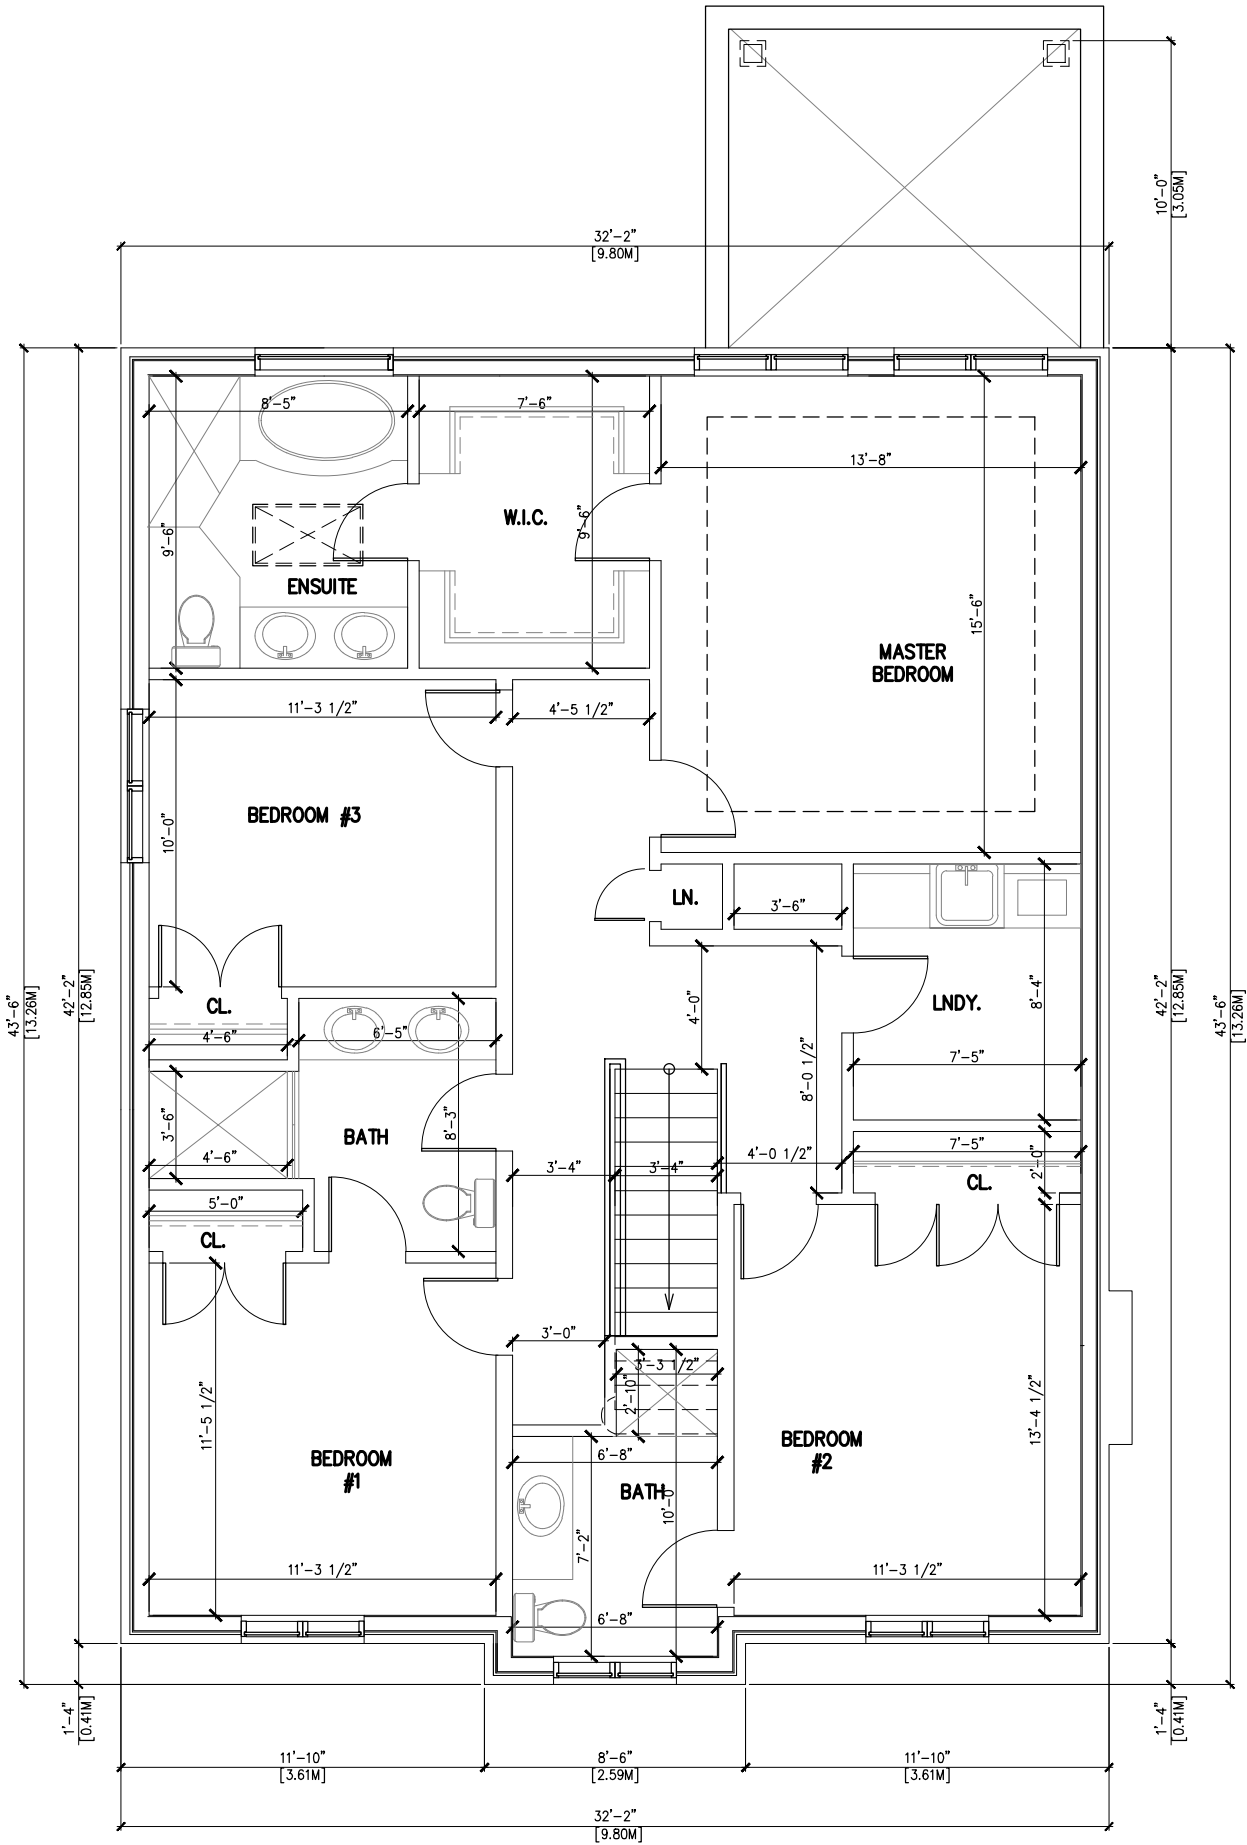 10'-0"
[3.05M]
32'-2"
[9.80M]
8'-5"
7'-6"
13'-8"
W.I.C.
9'-6"
9'-6"
ENSUITE
15'-6"
MASTER
BEDROOM
11'-3 1/2"
4'-5 1/2"
BEDROOM #3
10'-0"
LN.
3'-6"
43'-6"
[13.26M]
42'-2"
[12.85M]
CL.
4'-6"
6'-5"
4'-0"
LNDY.
8'-4"
42'-2"
[12.85M]
43'-6"
[13.26M]
8'-0 1/2"
7'-5"
3'-6"
BATH
8'-3"
4'-6"
3'-4"
3'-4"
4'-0 1/2"
7'-5"
2'-0"
CL.
5'-0"
CL.
3'-0"
3'-3 1/2"
2'-10"
11'-5 1/2"
13'-4 1/2"
BEDROOM
#1
6'-8"
BEDROOM
#2
BATH
10'-0
7'-2"
11'-3 1/2"
11'-3 1/2"
6'-8"
1'-4"
[0.41M]
1'-4"
[0.41M]
11'-10"
[3.61M]
8'-6"
[2.59M]
11'-10"
[3.61M]
32'-2"
[9.80M]